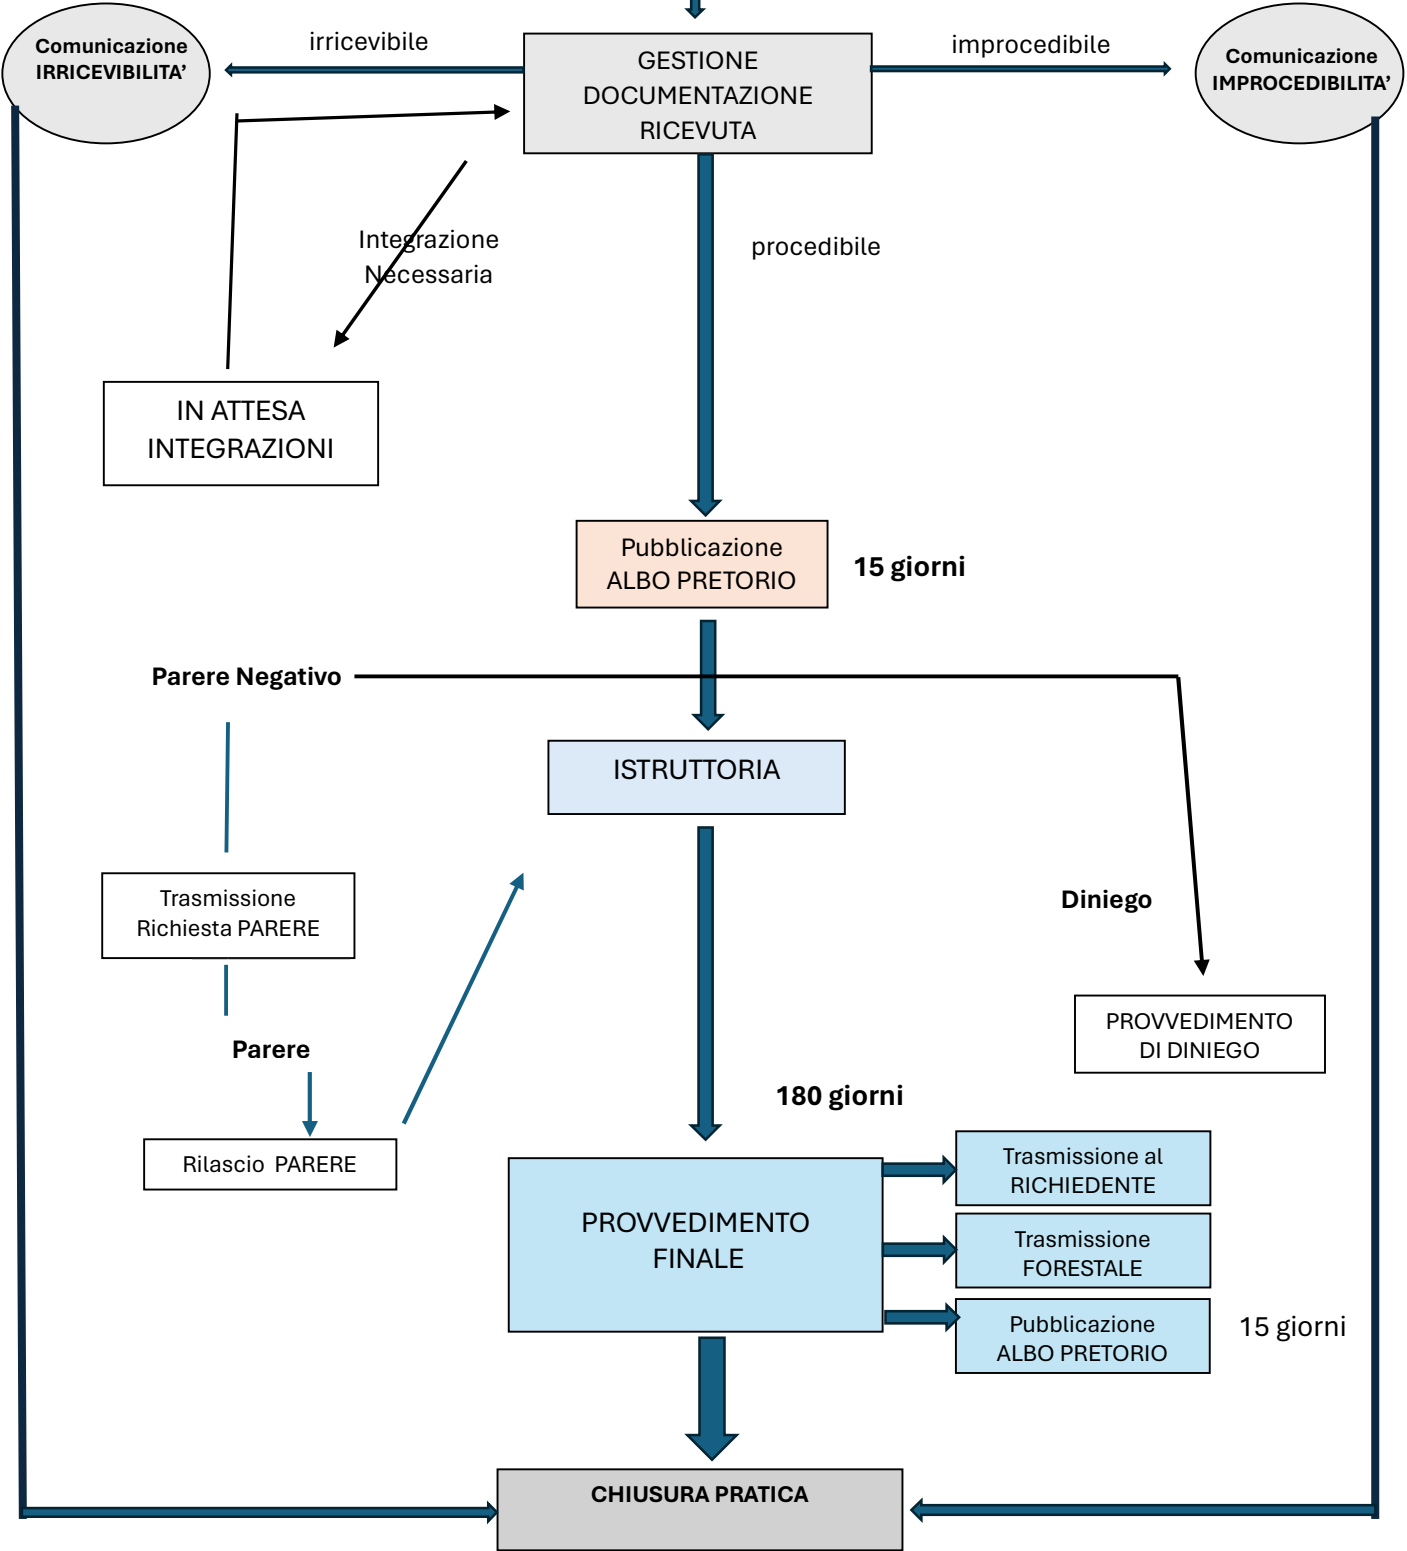 Comunicazione
IRRICEVIBILITA’
irricevibile
GESTIONE
DOCUMENTAZIONE
RICEVUTA
improcedibile
Comunicazione
IMPROCEDIBILITA’
Integrazione
Necessaria
procedibile
IN ATTESA
INTEGRAZIONI
Pubblicazione
ALBO PRETORIO
15 giorni
Parere Negativo
ISTRUTTORIA
Trasmissione
Richiesta PARERE
Diniego
Parere
PROVVEDIMENTO
DI DINIEGO
180 giorni
Rilascio PARERE
PROVVEDIMENTO
FINALE
Trasmissione al
RICHIEDENTE
Trasmissione
FORESTALE
Pubblicazione
ALBO PRETORIO
15 giorni
CHIUSURA PRATICA